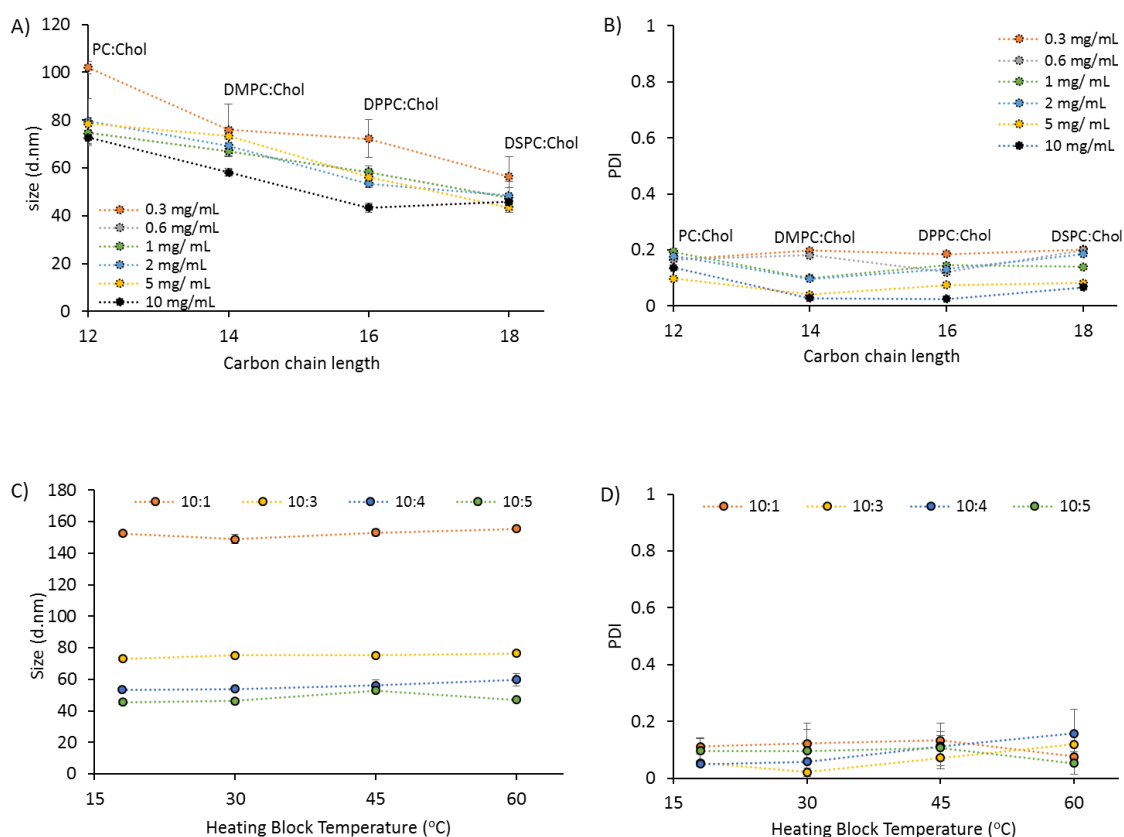 A)
120
100
80
60
40
20
0
size (d.nm)
PC:Chol
DMPC:Chol
DPPC:Chol
DSPC:Chol
0.3 mg/mL
0.6 mg/mL
1 mg/ mL
2 mg/mL
5 mg/ mL
10 mg/mL
12 14 16 18
Carbon chain length
B)
1
0.8
0.6
0.4
0.2
0
PDI
0.3 mg/mL
0.6 mg/mL
1 mg/ mL
2 mg/mL
5 mg/ mL
10 mg/mL
PC:Chol
DMPC:Chol
DPPC:Chol
DSPC:Chol
12 14 16 18
Carbon chain length
C)
180
160
140
120
100
80
60
40
20
0
Size (d.nm)
10:1 10:3 10:4 10:5
15 30 45 60
Heating Block Temperature (°C)
D)
1
0.8
0.6
0.4
0.2
0
PDI
10:1 10:3 10:4 10:5
15 30 45 60
Heating Block Temperature (°C)